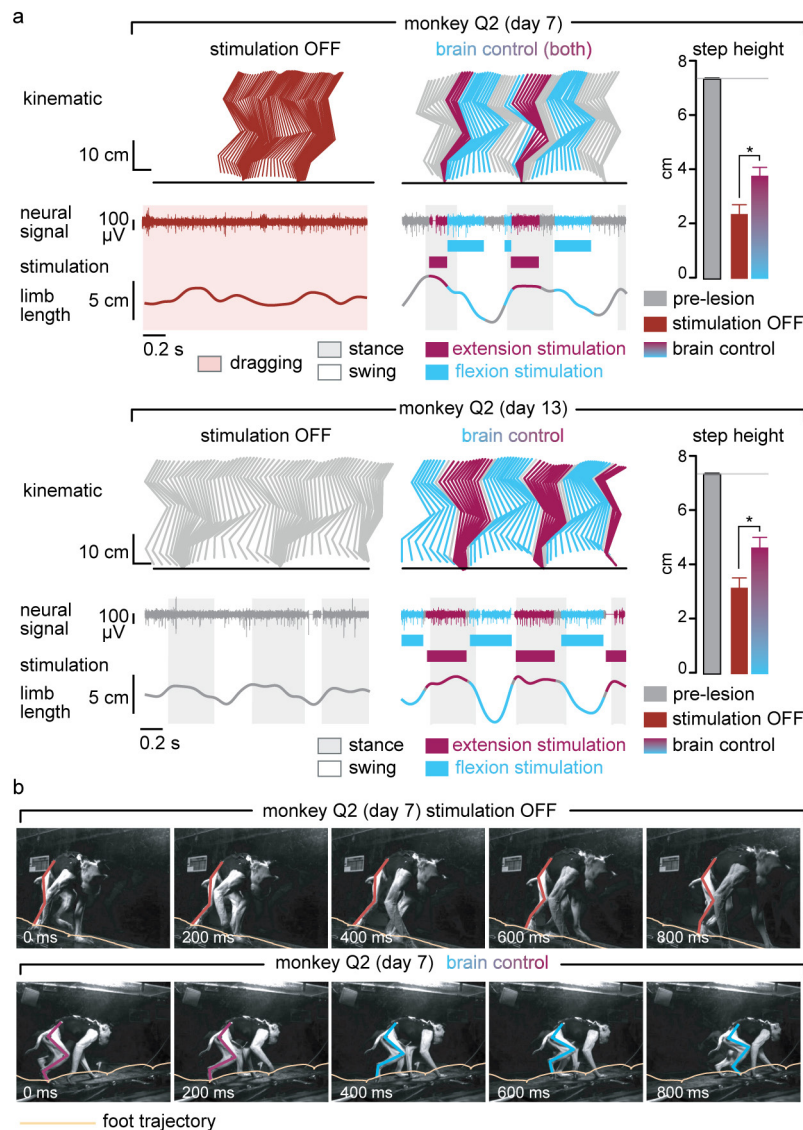 a
monkey Q2 (day 7)
stimulation OFF
brain control (both)
step height
kinematic
10 cm
8
4
cm
2
0
*
neural signal
100 µV
stimulation
limb length
5 cm
0.2 s
dragging
stance
swing
extension stimulation
flexion stimulation
pre-lesion
stimulation OFF
brain control
monkey Q2 (day 13)
stimulation OFF
brain control
step height
kinematic
10 cm
8
cm
4
2
0
*
neural signal
100 µV
stimulation
limb length
5 cm
0.2 s
stance
swing
extension stimulation
flexion stimulation
pre-lesion
stimulation OFF
brain control
b
monkey Q2 (day 7) stimulation OFF
0 ms
200 ms
400 ms
600 ms
800 ms
monkey Q2 (day 7) brain control
0 ms
200 ms
400 ms
600 ms
800 ms
foot trajectory